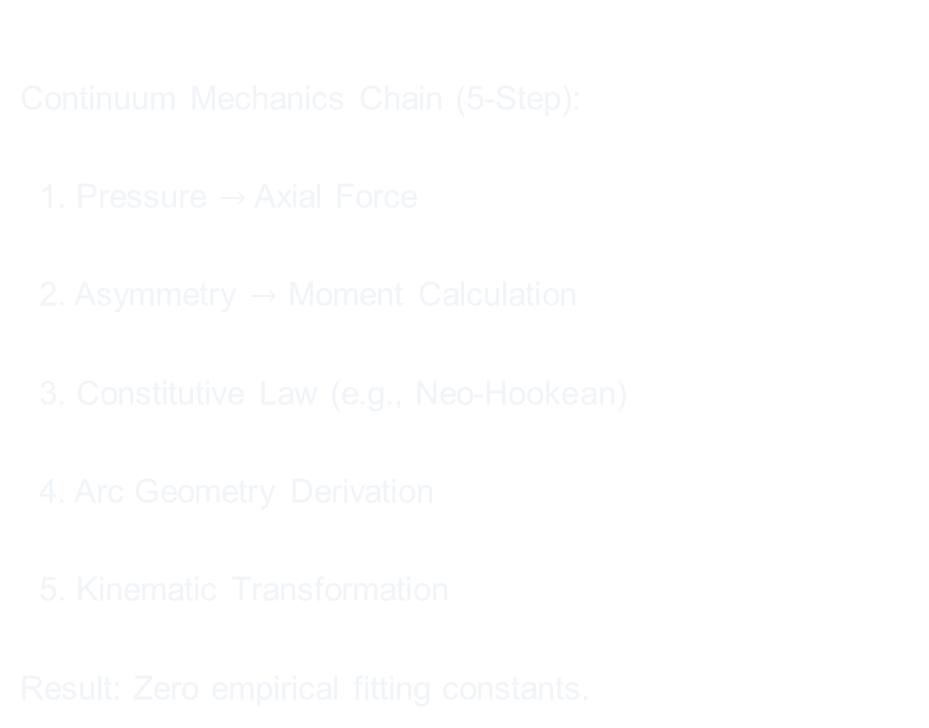 Continuum Mechanics Chain (5-Step):
1. Pressure → Axial Force
2. Asymmetry → Moment Calculation
3. Constitutive Law (e.g., Neo-Hookean)
4. Arc Geometry Derivation
5. Kinematic Transformation
Result: Zero empirical fitting constants.